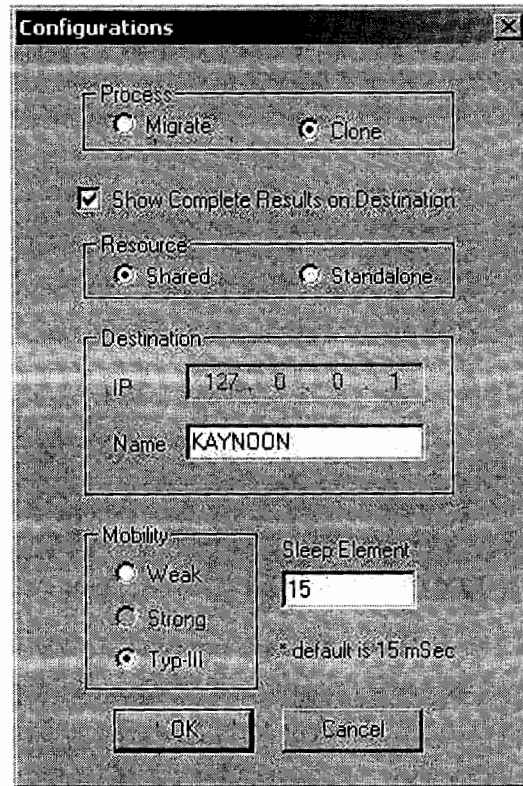 Configurations
Process
Migrate
Clone
Show Complete Results on Destination
Resource
Shared
Standalone
Destination
IP 127 . 0 . 0 . 1
Name KAYNOON
Mobility
Weak
Strong
Typ-III
Sleep Element
15
* default is 15 mSec
OK
Cancel